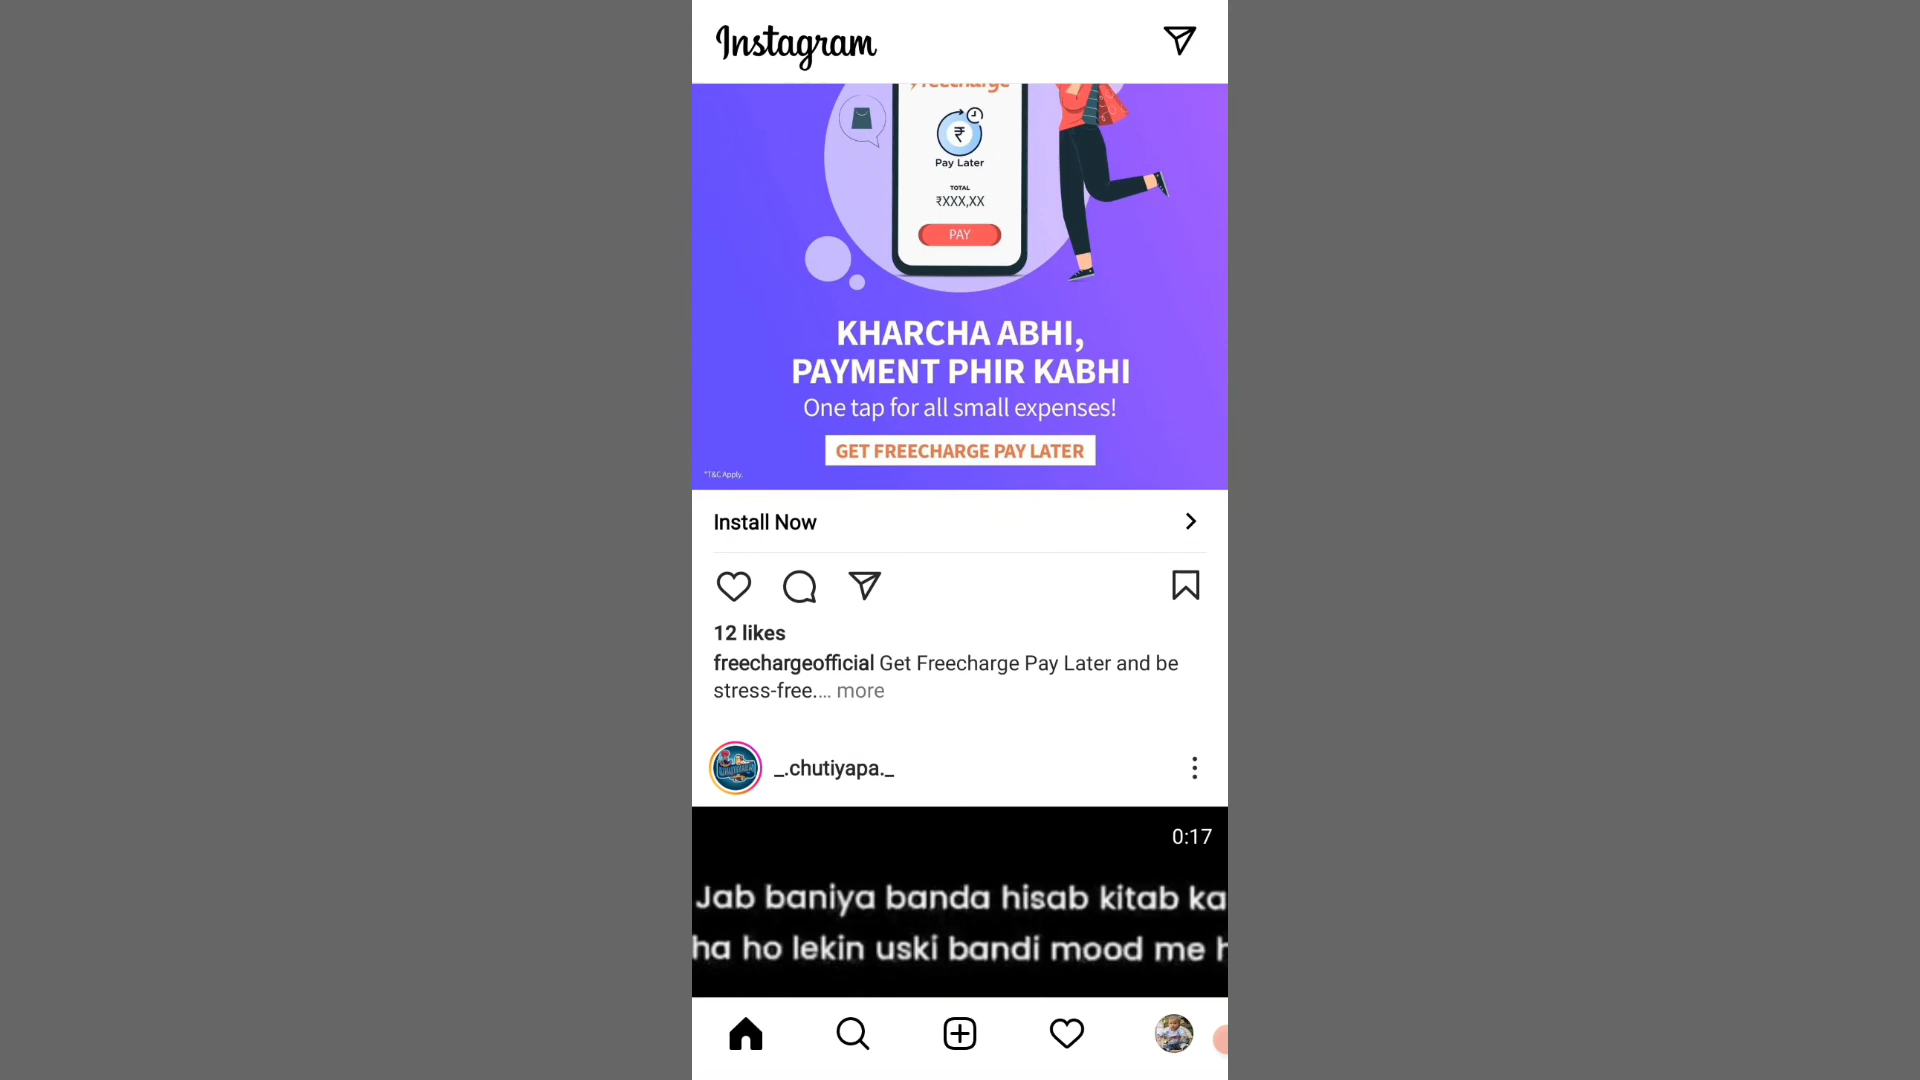 Instagram
freecharge
Pay Later
TOTAL
₹XXX,XX
PAY
KHARCHA ABHI,
PAYMENT PHIR KABHI
One tap for all small expenses!
GET FREECHARGE PAY LATER
*T&C Apply.
Install Now
12 likes
freechargeofficial Get Freecharge Pay Later and be
stress-free.... more
_.chutiyapa._
0:17
Jab baniya banda hisab kitab ka
ha ho lekin uski bandi mood me